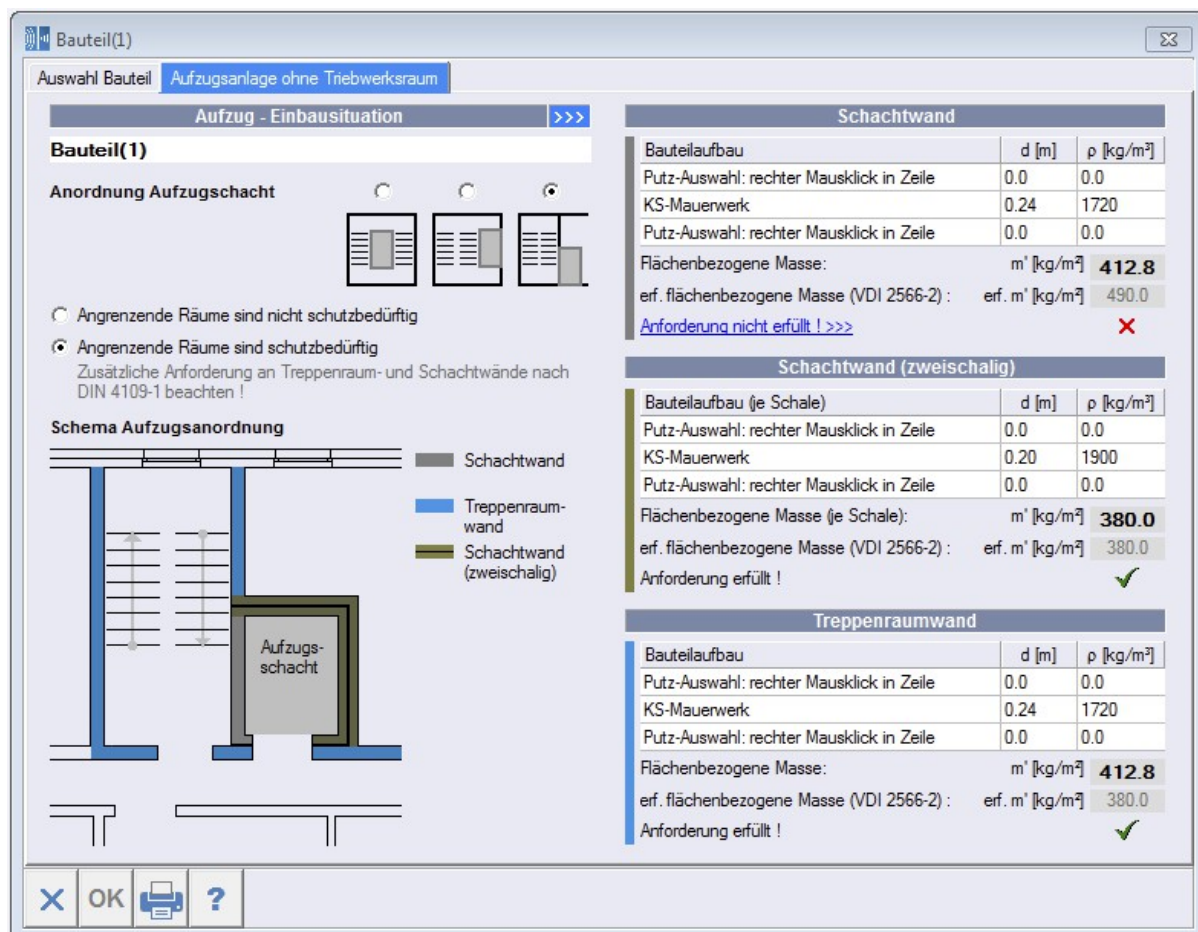 Bauteil(1)
Auswahl Bauteil Aufzugsanlage ohne Triebwerksraum
Aufzug - Einbausituation >>>
Bauteil(1)
Anordnung Aufzugschacht
Angrenzende Räume sind nicht schutzbedürftig
Angrenzende Räume sind schutzbedürftig
Zusätzliche Anforderung an Treppenraum- und Schachtwände nach
DIN 4109-1 beachten !
Schema Aufzugsanordnung
Schachtwand
Treppenraum-
wand
Schachtwand
(zweischalig)
Aufzugs-
schacht
Schachtwand
Bauteilaufbau d [m] ρ [kg/m³]
Putz-Auswahl: rechter Mausklick in Zeile 0.0 0.0
KS-Mauerwerk 0.24 1720
Putz-Auswahl: rechter Mausklick in Zeile 0.0 0.0
Flächenbezogene Masse: m' [kg/m²] 412.8
erf. flächenbezogene Masse (VDI 2566-2) : erf. m' [kg/m²] 490.0
Anforderung nicht erfüllt ! >>>
Schachtwand (zweischalig)
Bauteilaufbau (je Schale) d [m] ρ [kg/m³]
Putz-Auswahl: rechter Mausklick in Zeile 0.0 0.0
KS-Mauerwerk 0.20 1900
Putz-Auswahl: rechter Mausklick in Zeile 0.0 0.0
Flächenbezogene Masse (je Schale): m' [kg/m²] 380.0
erf. flächenbezogene Masse (VDI 2566-2) : erf. m' [kg/m²] 380.0
Anforderung erfüllt !
Treppenraumwand
Bauteilaufbau d [m] ρ [kg/m³]
Putz-Auswahl: rechter Mausklick in Zeile 0.0 0.0
KS-Mauerwerk 0.24 1720
Putz-Auswahl: rechter Mausklick in Zeile 0.0 0.0
Flächenbezogene Masse: m' [kg/m²] 412.8
erf. flächenbezogene Masse (VDI 2566-2) : erf. m' [kg/m²] 380.0
Anforderung erfüllt !
OK ?